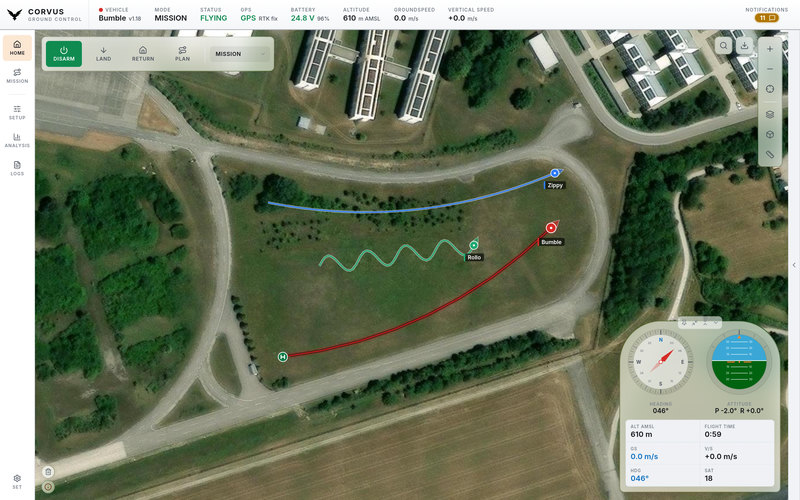 CORVUS
GROUND CONTROL
VEHICLE
Bumble v1.18
MODE
MISSION
STATUS
FLYING
GPS
GPS RTK fix
BATTERY
24.8 V 96%
ALTITUDE
610 m AMSL
GROUNDSPEED
0.0 m/s
VERTICAL SPEED
+0.0 m/s
NOTIFICATIONS
11
HOME
MISSION
SETUP
ANALYSIS
LOGS
SET
DISARM
LAND
RETURN
PLAN
MISSION
Zippy
Bumble
Rollo
H
N
E
S
W
HEADING
046°
ATTITUDE
P -2.0° R +0.0°
ALT AMSL
610 m
FLIGHT TIME
0:59
GS
0.0 m/s
V/S
+0.0 m/s
HDG
046°
SAT
18